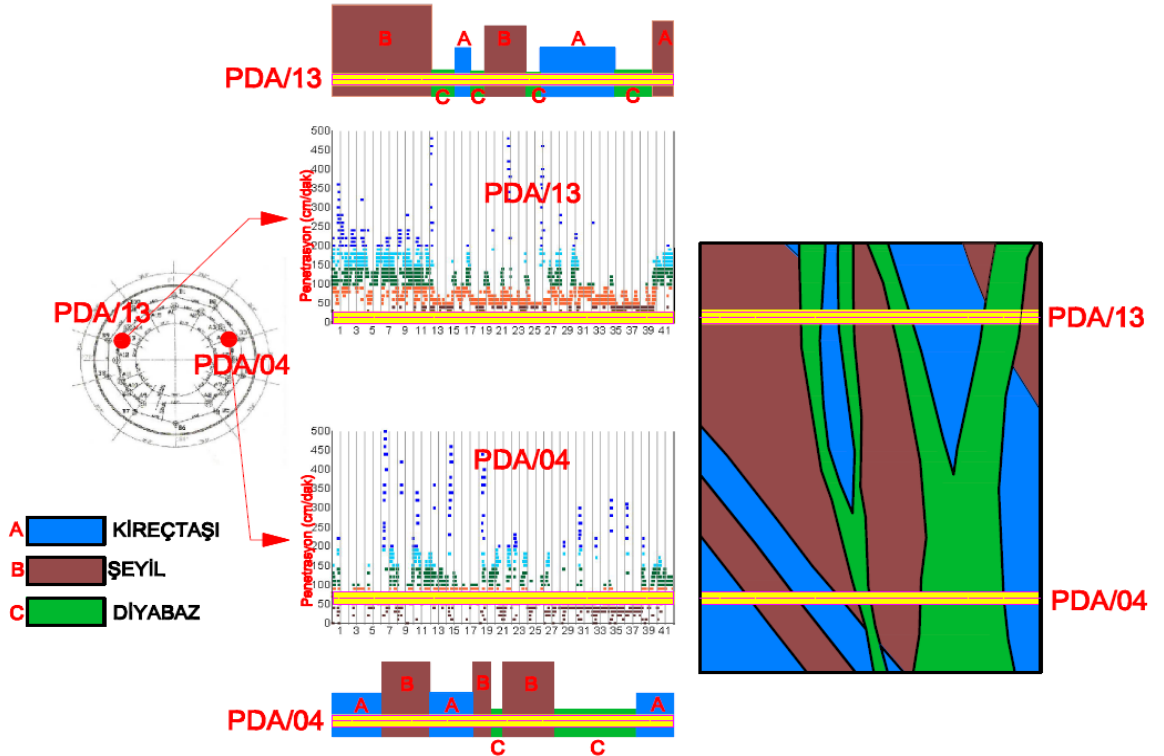 B A B A A
PDA/13
C C C C
500
450
400
350
300
250
200
150
100
50
0
Penetrasyon (cm/dak)
PDA/13
1 3 5 7 9 11 13 15 17 19 21 23 25 27 29 31 33 35 37 39 41
PDA/13
PDA/04
PDA/13
500
450
400
350
300
250
200
150
100
50
0
Penetrasyon (cm/dak)
PDA/04
1 3 5 7 9 11 13 15 17 19 21 23 25 27 29 31 33 35 37 39 41
A KİREÇTAŞI
B ŞEYİL
C DİYABAZ
PDA/04
A B A B B A
PDA/04
C C